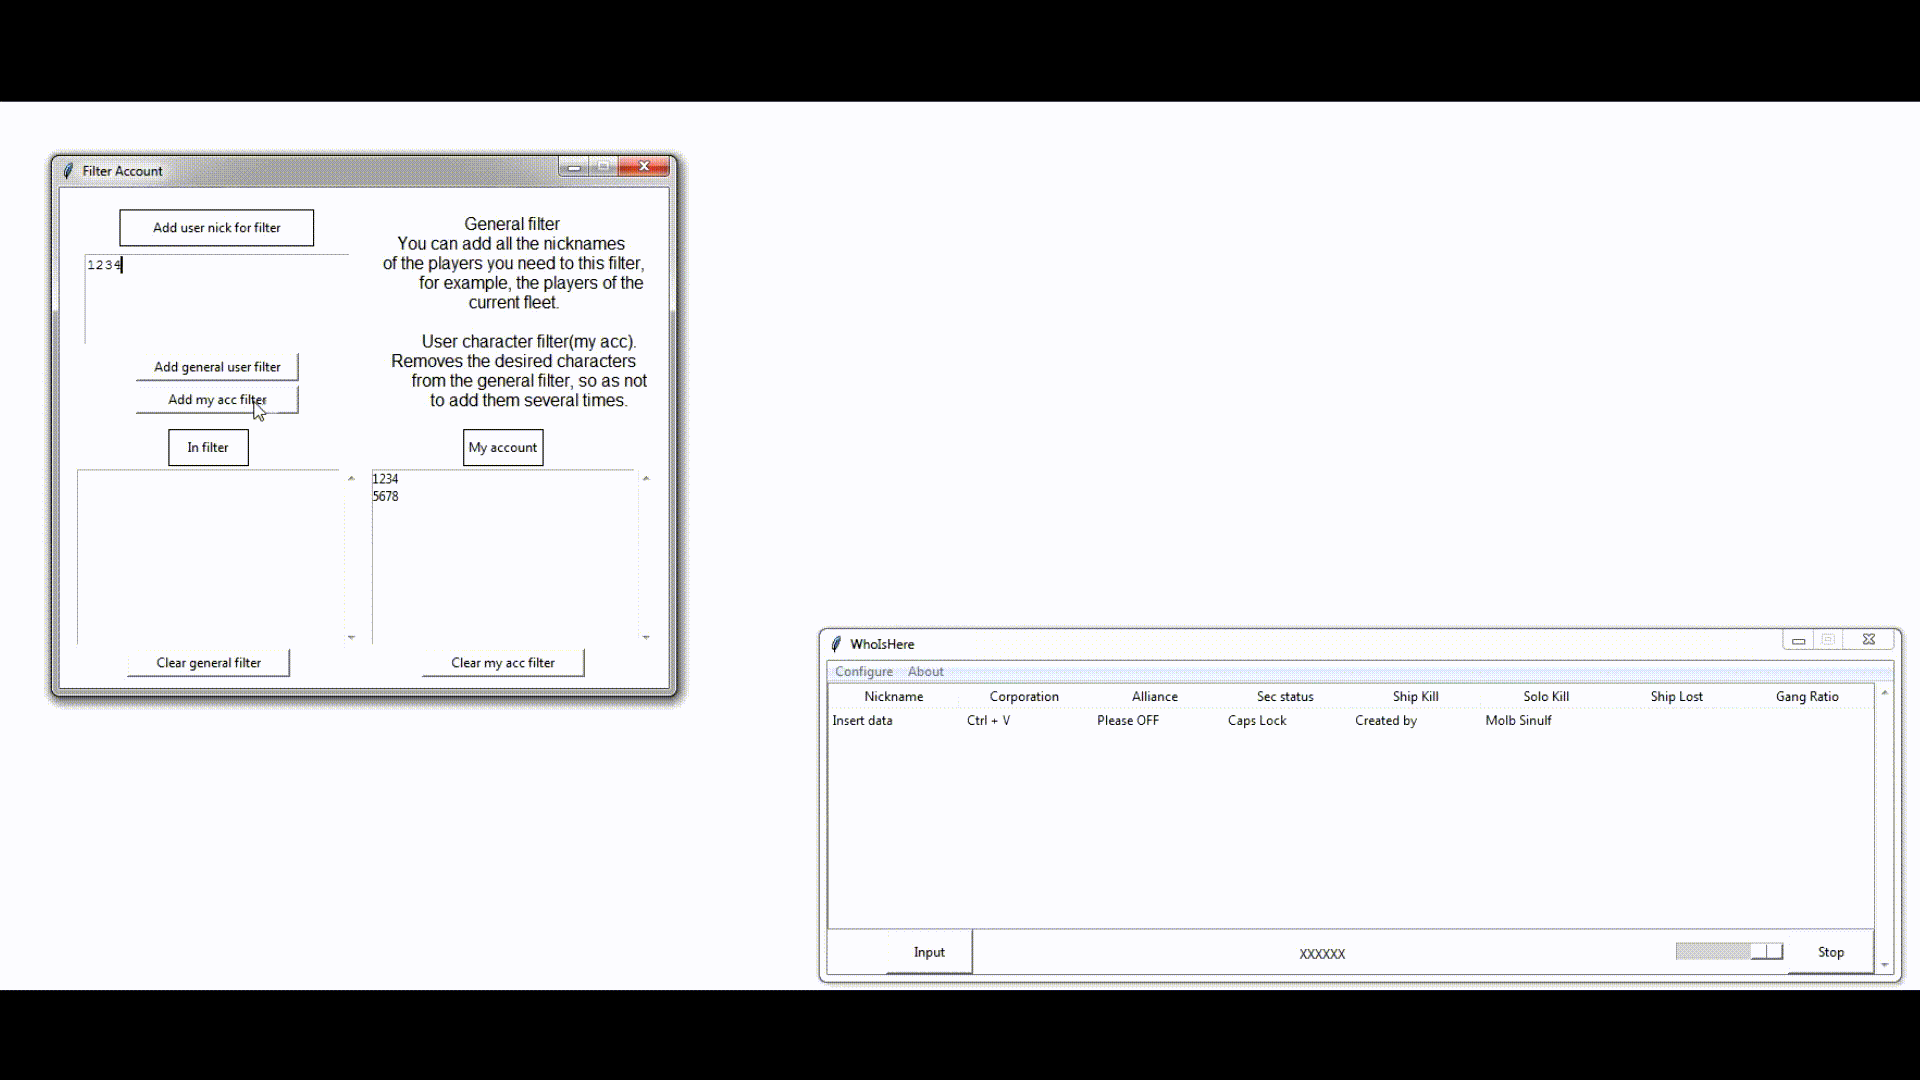 Filter Account
Add user nick for filter
1234
Add general user filter
Add my acc filter
General filter
You can add all the nicknames
of the players you need to this filter,
for example, the players of the
current fleet.
User character filter(my acc).
Removes the desired characters
from the general filter, so as not
to add them several times.
In filter
My account
1234
5678
Clear general filter
Clear my acc filter
WhoIsHere
Configure About
Nickname Corporation Alliance Sec status Ship Kill Solo Kill Ship Lost Gang Ratio
Insert data Ctrl + V Please OFF Caps Lock Created by Molb Sinulf
Input XXXXXX Stop